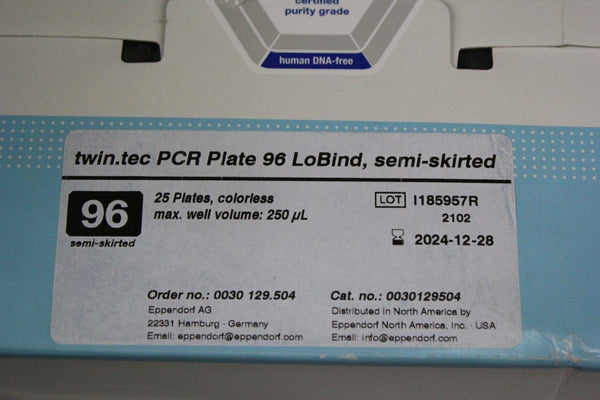 certified
purity grade
human DNA-free
twin.tec PCR Plate 96 LoBind, semi-skirted
96
semi-skirted
25 Plates, colorless
max. well volume: 250 µL
LOT I185957R
2102
2024-12-28
Order no.: 0030 129.504
Eppendorf AG
22331 Hamburg · Germany
Email: eppendorf@eppendorf.com
Cat. no.: 0030129504
Distributed in North America by
Eppendorf North America, Inc. · USA
Email: info@eppendorf.com